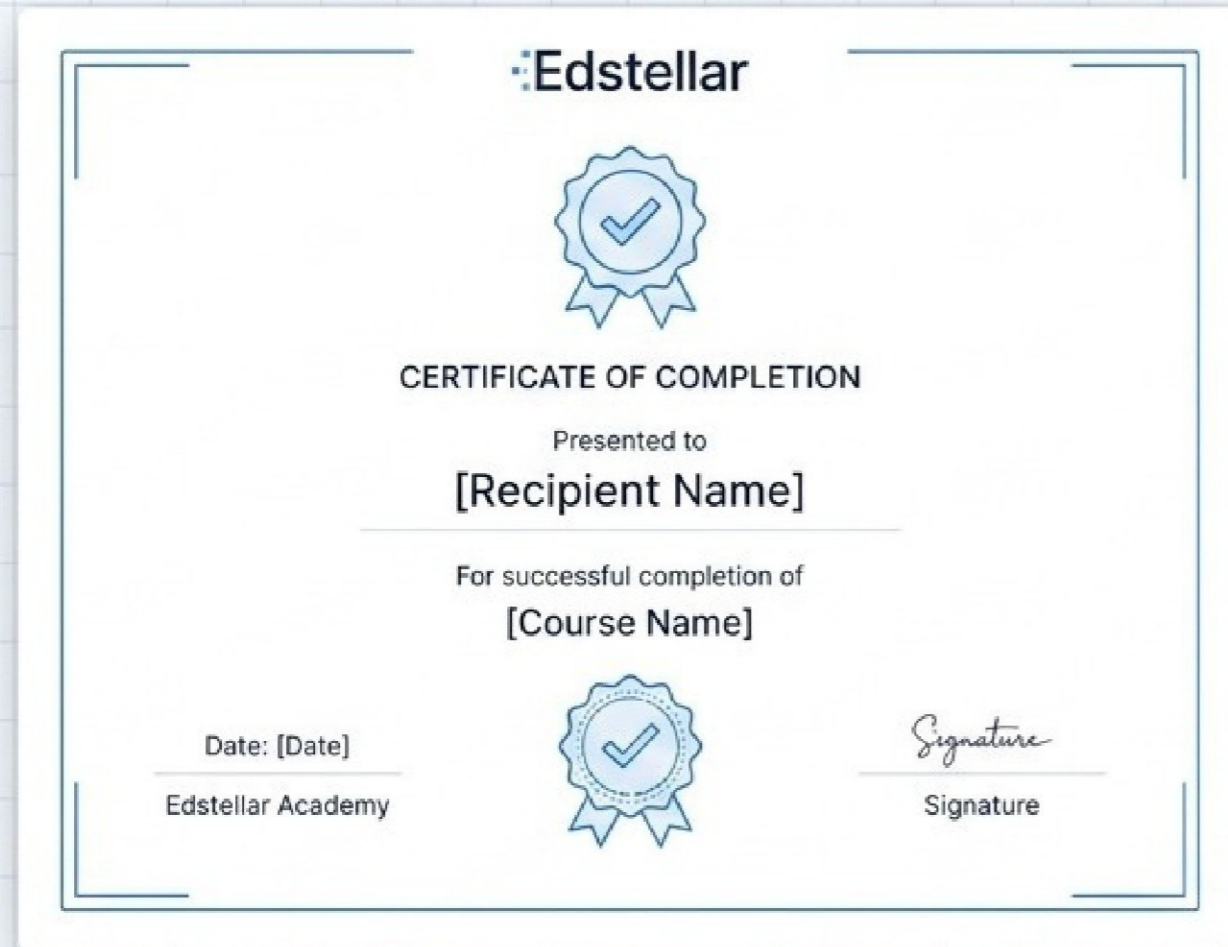 Edstellar
CERTIFICATE OF COMPLETION
Presented to
[Recipient Name]
For successful completion of
[Course Name]
Date: [Date]
Edstellar Academy
Signature
Signature